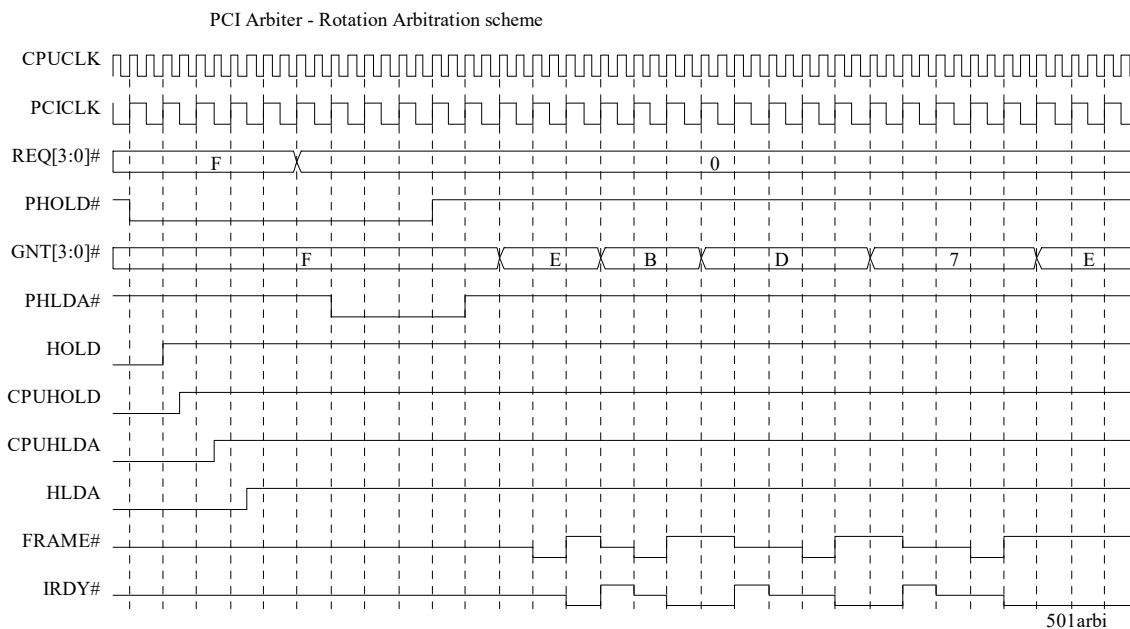 PCI Arbiter - Rotation Arbitration scheme
CPUCLK
PCICLK
REQ[3:0]# F 0
PHOLD#
GNT[3:0]# F E B D 7 E
PHLDA#
HOLD
CPUHOLD
CPUHLDA
HLDA
FRAME#
IRDY#
501arbi